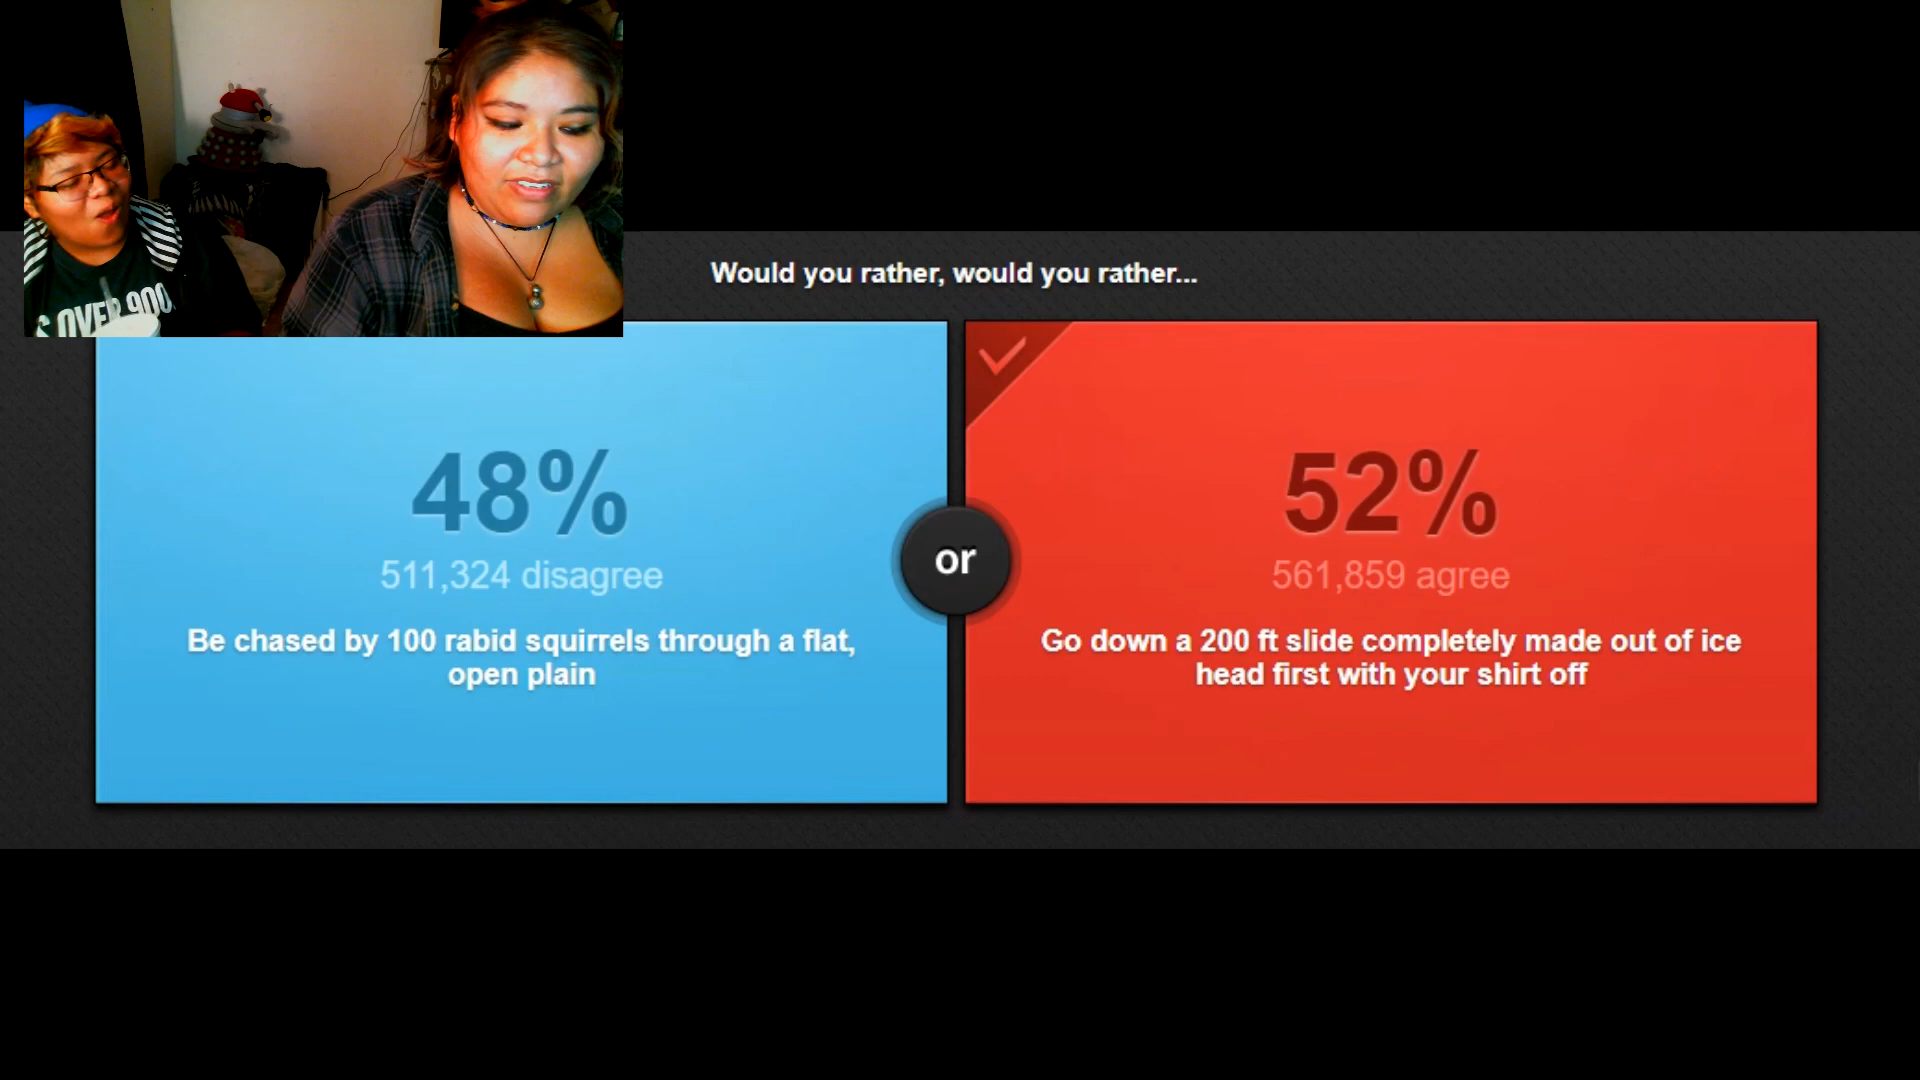 OVER 900
Would you rather, would you rather...
48%
511,324 disagree
Be chased by 100 rabid squirrels through a flat,
open plain
or
52%
561,859 agree
Go down a 200 ft slide completely made out of ice
head first with your shirt off